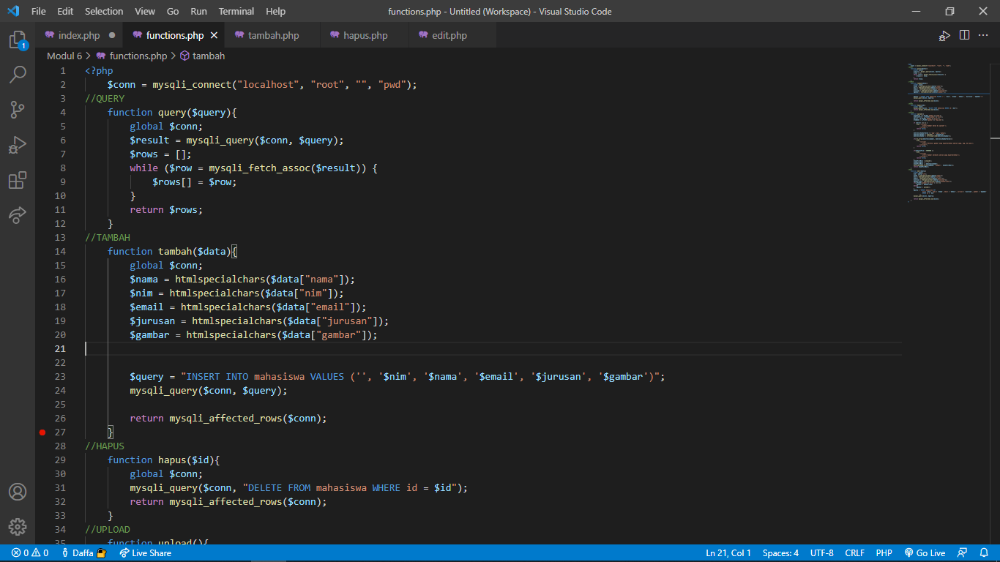 File Edit Selection View Go Run Terminal Help functions.php - Untitled (Workspace) - Visual Studio Code
index.php functions.php tambah.php hapus.php edit.php
1
Modul 6 > functions.php > tambah
1 <?php
2 $conn = mysqli_connect("localhost", "root", "", "pwd");
3 //QUERY
4 function query($query){
5 global $conn;
6 $result = mysqli_query($conn, $query);
7 $rows = [];
8 while ($row = mysqli_fetch_assoc($result)) {
9 $rows[] = $row;
10 }
11 return $rows;
12 }
13 //TAMBAH
14 function tambah($data){
15 global $conn;
16 $nama = htmlspecialchars($data["nama"]);
17 $nim = htmlspecialchars($data["nim"]);
18 $email = htmlspecialchars($data["email"]);
19 $jurusan = htmlspecialchars($data["jurusan"]);
20 $gambar = htmlspecialchars($data["gambar"]);
21
22
23 $query = "INSERT INTO mahasiswa VALUES ('', '$nim', '$nama', '$email', '$jurusan', '$gambar')";
24 mysqli_query($conn, $query);
25
26 return mysqli_affected_rows($conn);
27 }
28 //HAPUS
29 function hapus($id){
30 global $conn;
31 mysqli_query($conn, "DELETE FROM mahasiswa WHERE id = $id");
32 return mysqli_affected_rows($conn);
33 }
34 //UPLOAD
35 function upload(){
0 0 Daffa Live Share Ln 21, Col 1 Spaces: 4 UTF-8 CRLF PHP Go Live